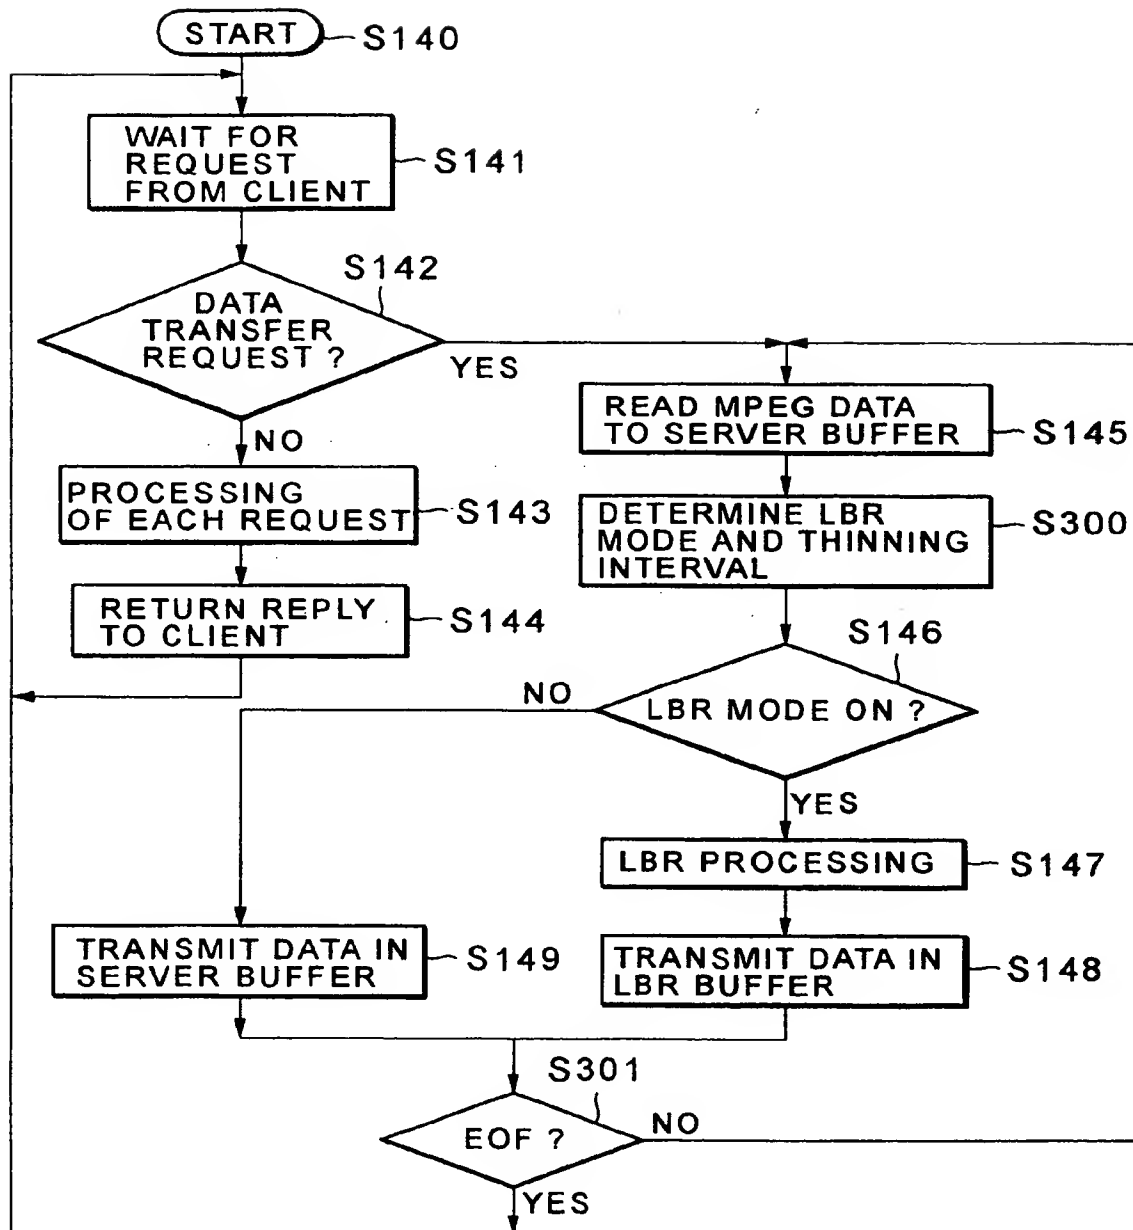 START
S140
WAIT FOR
REQUEST
FROM CLIENT
S141
S142
DATA
TRANSFER
REQUEST ?
YES
NO
READ MPEG DATA
TO SERVER BUFFER
S145
PROCESSING
OF EACH REQUEST
S143
DETERMINE LBR
MODE AND THINNING
INTERVAL
S300
RETURN REPLY
TO CLIENT
S144
S146
NO
LBR MODE ON ?
YES
LBR PROCESSING
S147
TRANSMIT DATA IN
SERVER BUFFER
S149
TRANSMIT DATA IN
LBR BUFFER
S148
S301
EOF ?
NO
YES